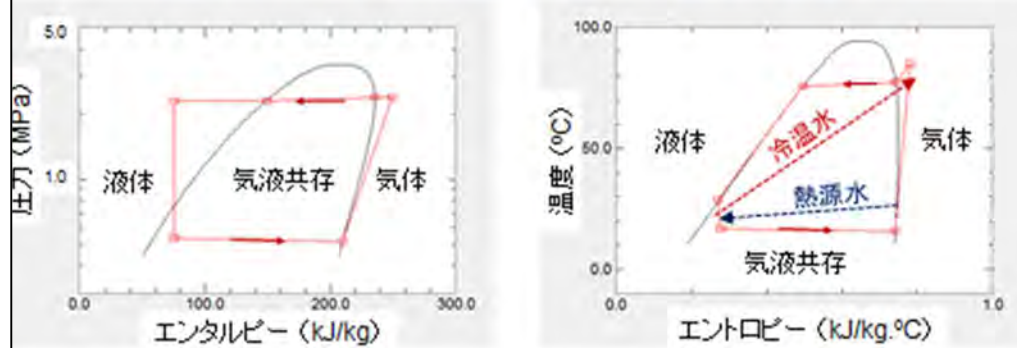 5.0
1.0
圧力（MPa）
液体
気液共存
気体
0.0
100.0
200.0
300.0
エンタルピー（kJ/kg）
100.0
50.0
0.0
温度（℃）
液体
冷温水
気体
熱源水
気液共存
0.0
1.0
エントロピー（kJ/kg.℃）